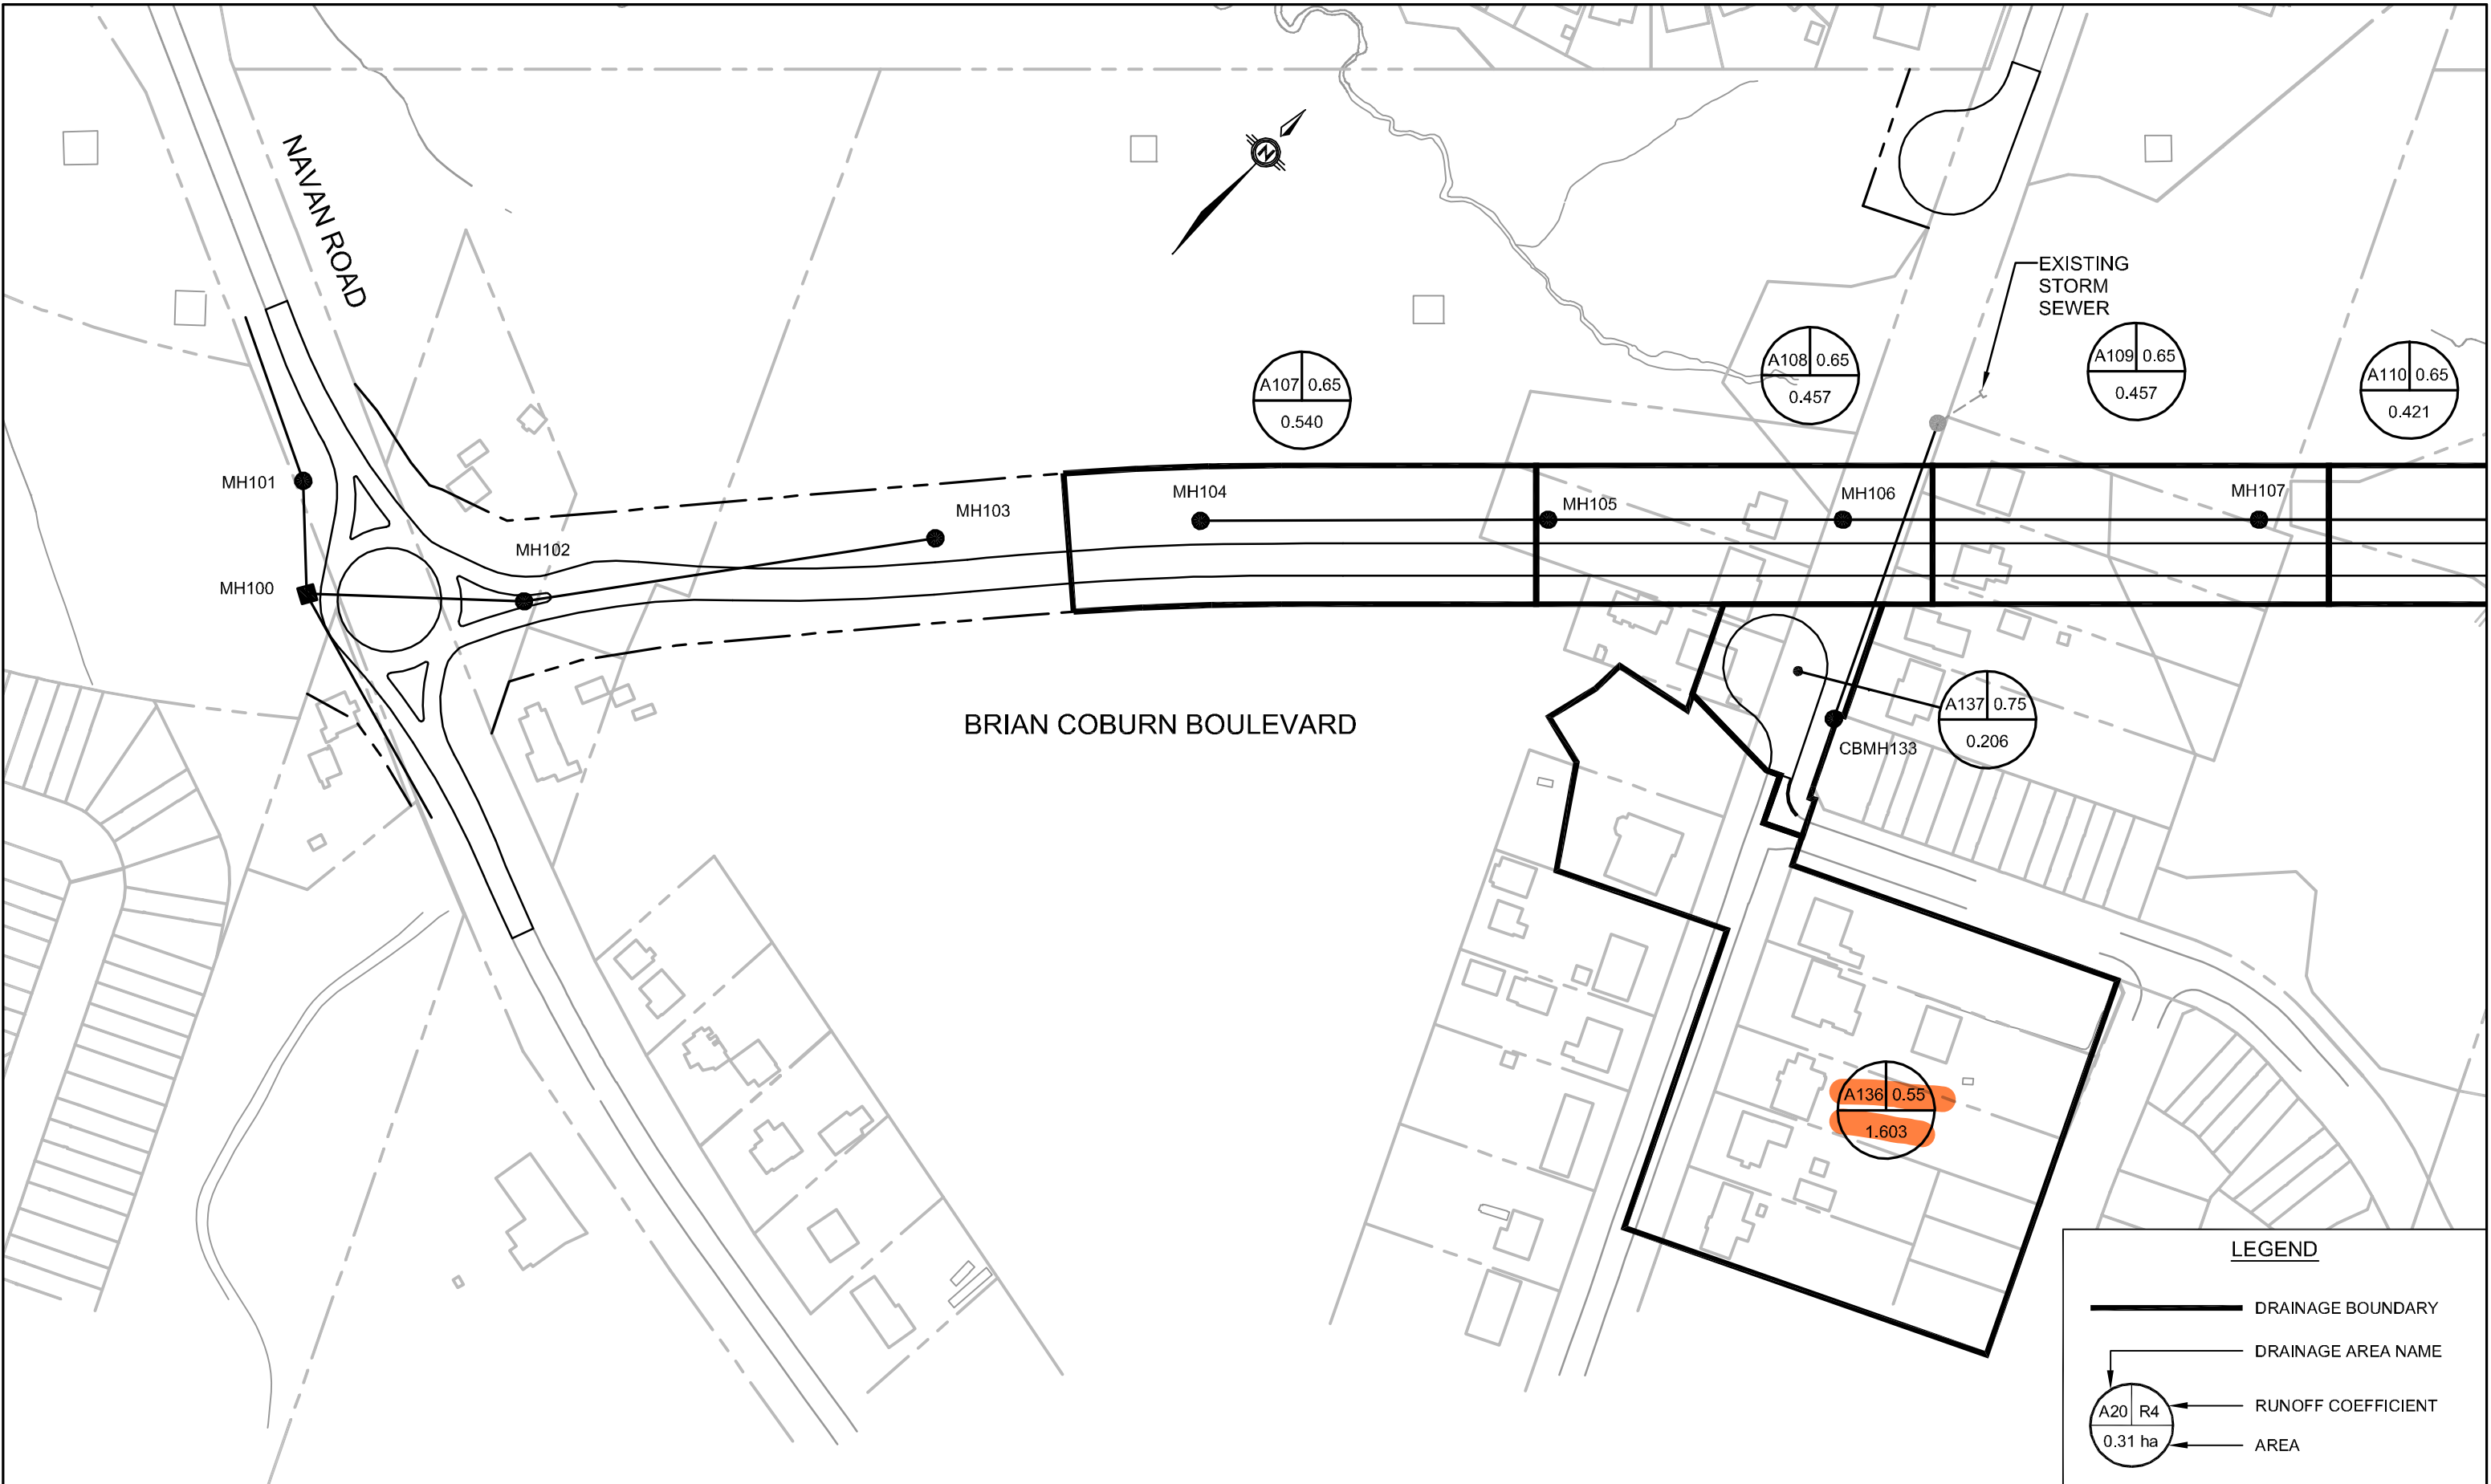 NAVAN ROAD
N
EXISTING
STORM
SEWER
A107 0.65
0.540
A108 0.65
0.457
A109 0.65
0.457
A110 0.65
0.421
MH101
MH100
MH102
MH103
MH104
MH105
MH106
MH107
BRIAN COBURN BOULEVARD
A137 0.75
0.206
CBMH133
A136 0.55
1.603
LEGEND
DRAINAGE BOUNDARY
DRAINAGE AREA NAME
A20 R4
0.31 ha
RUNOFF COEFFICIENT
AREA